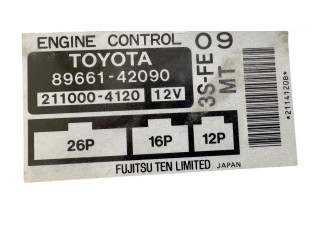 ENGINE CONTROL
TOYOTA
89661-42090
211000-4120 12V
3S-FE 09
MT
26P 16P 12P
FUJITSU TEN LIMITED JAPAN
*21141208*